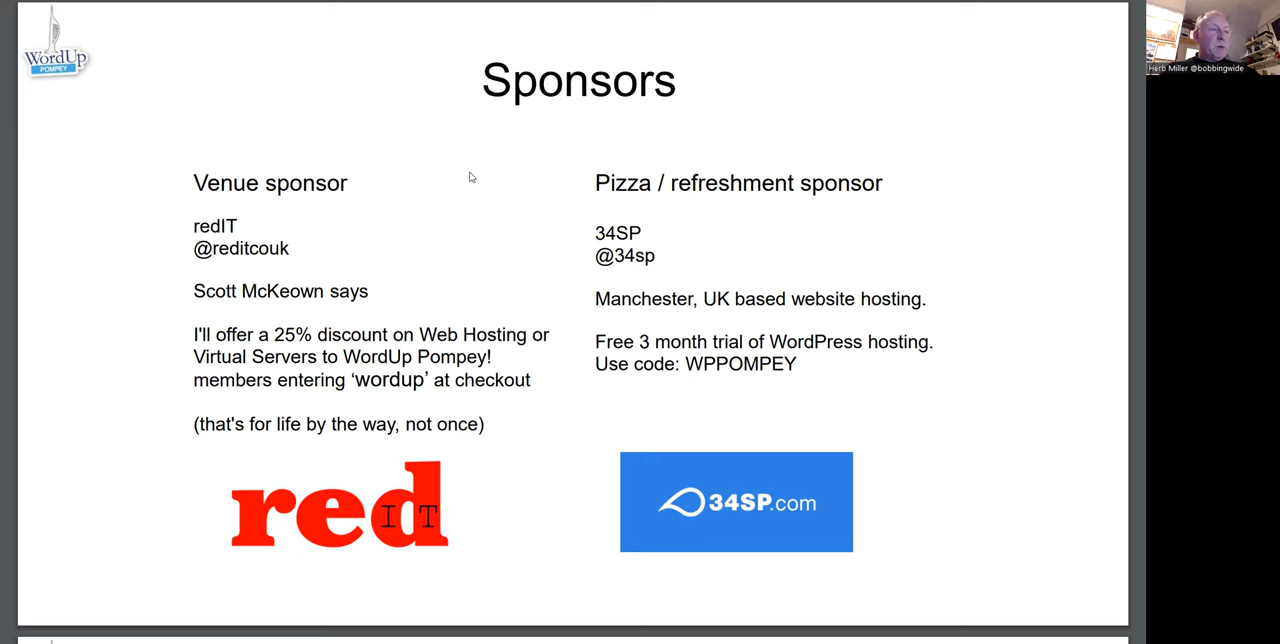 WordUp
POMPEY
Sponsors
Venue sponsor
redIT
@reditcouk
Scott McKeown says
I'll offer a 25% discount on Web Hosting or
Virtual Servers to WordUp Pompey!
members entering ‘wordup’ at checkout
(that's for life by the way, not once)
red
IT
Pizza / refreshment sponsor
34SP
@34sp
Manchester, UK based website hosting.
Free 3 month trial of WordPress hosting.
Use code: WPPOMPEY
34SP.com
Herb Miller @bobbingwide